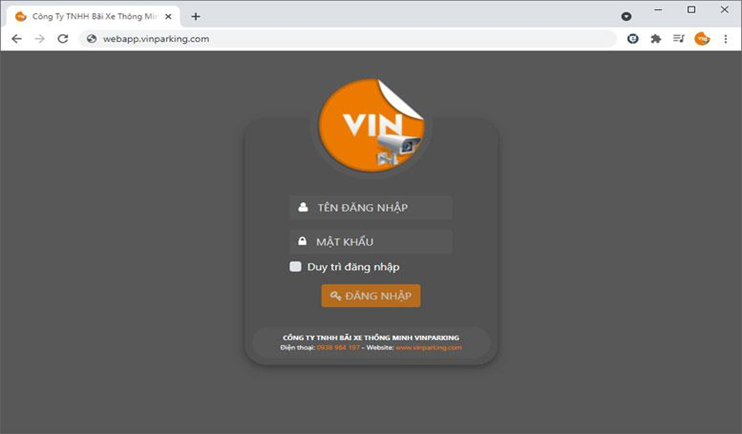 Công Ty TNHH Bãi Xe Thông Min
webapp.vinparking.com
VIN
TÊN ĐĂNG NHẬP
MẬT KHẨU
Duy trì đăng nhập
ĐĂNG NHẬP
CÔNG TY TNHH BÃI XE THÔNG MINH VINPARKING
Điện thoại: 0938 984 197 - Website: www.vinparking.com